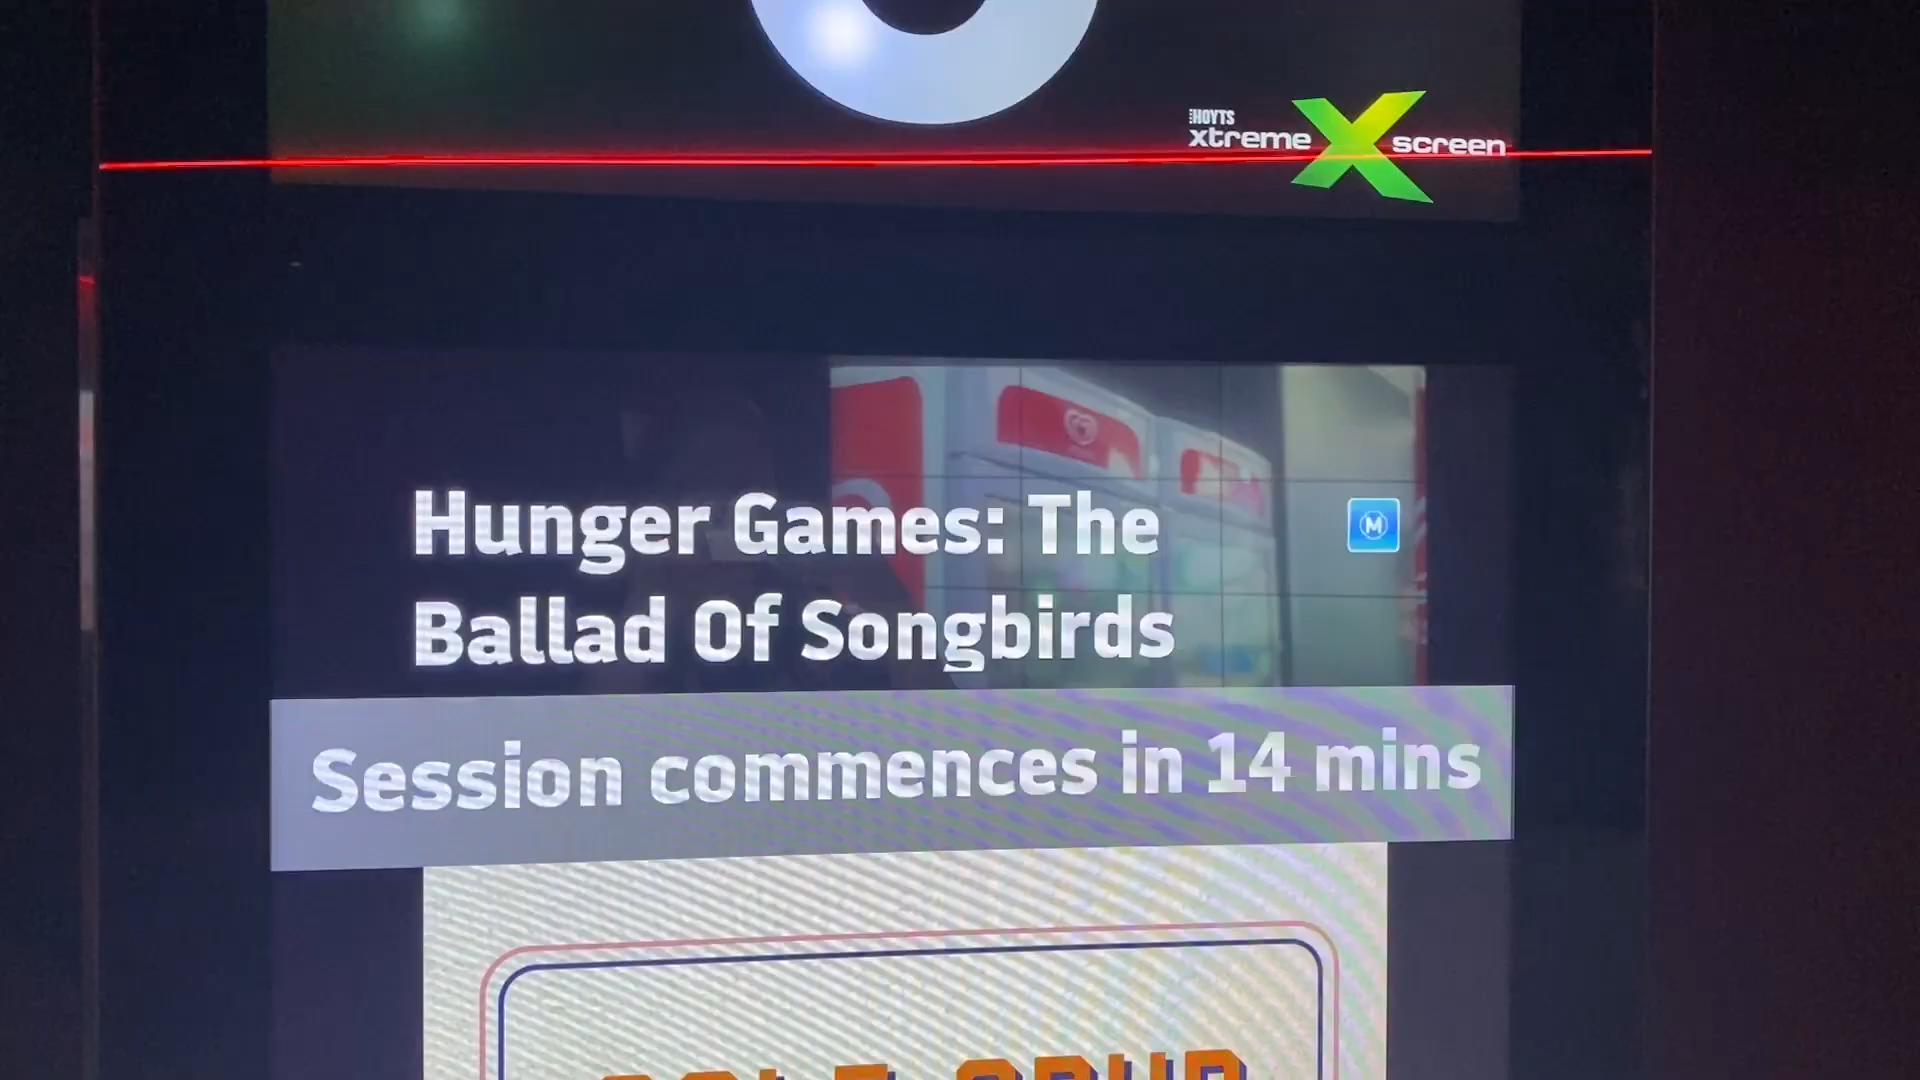 HOYTS
xtreme screen
Hunger Games: The
Ballad Of Songbirds
M
Session commences in 14 mins